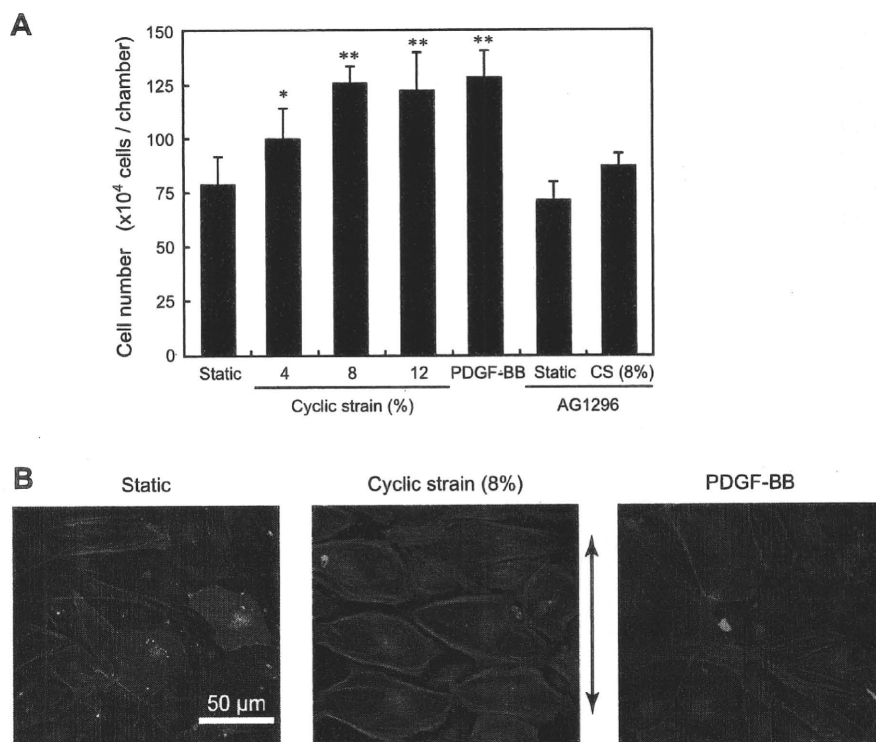 A
Cell number (x10⁴ cells / chamber)
150
125
100
75
50
25
0
*
**
**
**
Static 4 8 12 PDGF-BB Static CS (8%)
Cyclic strain (%) AG1296
B
Static Cyclic strain (8%) PDGF-BB
50 µm